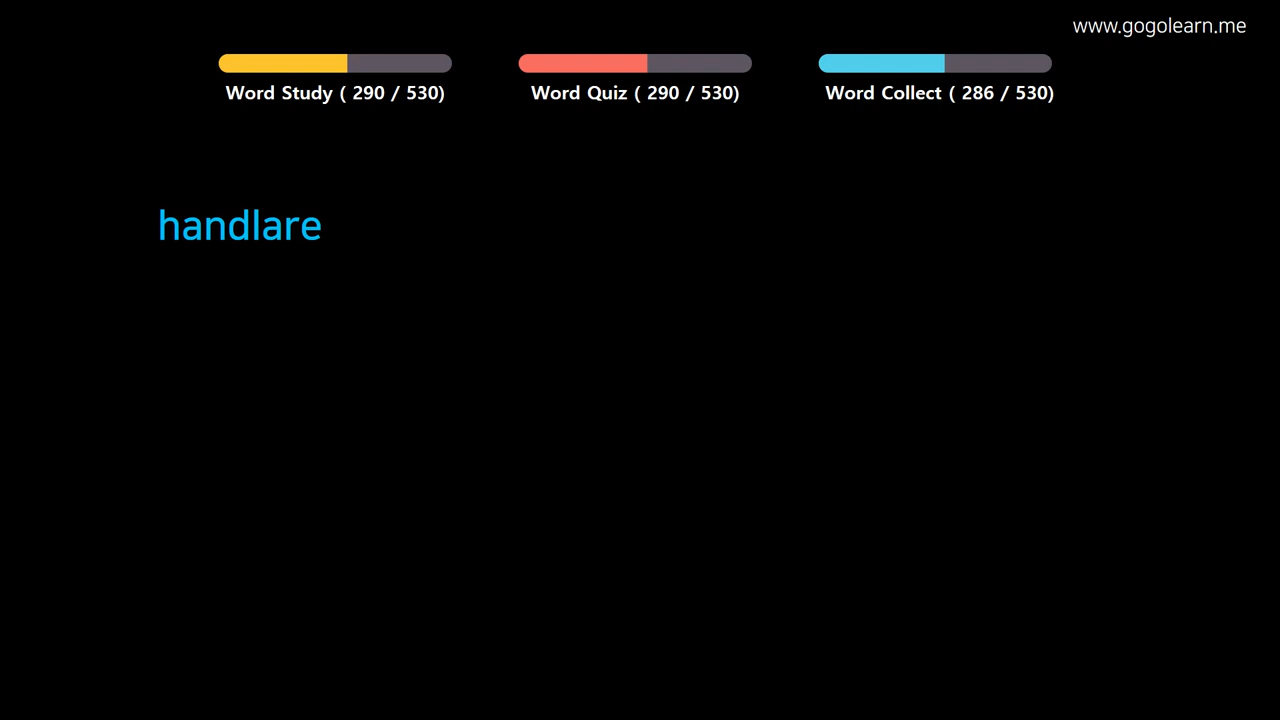 www.gogolearn.me
Word Study ( 290 / 530)
Word Quiz ( 290 / 530)
Word Collect ( 286 / 530)
handlare